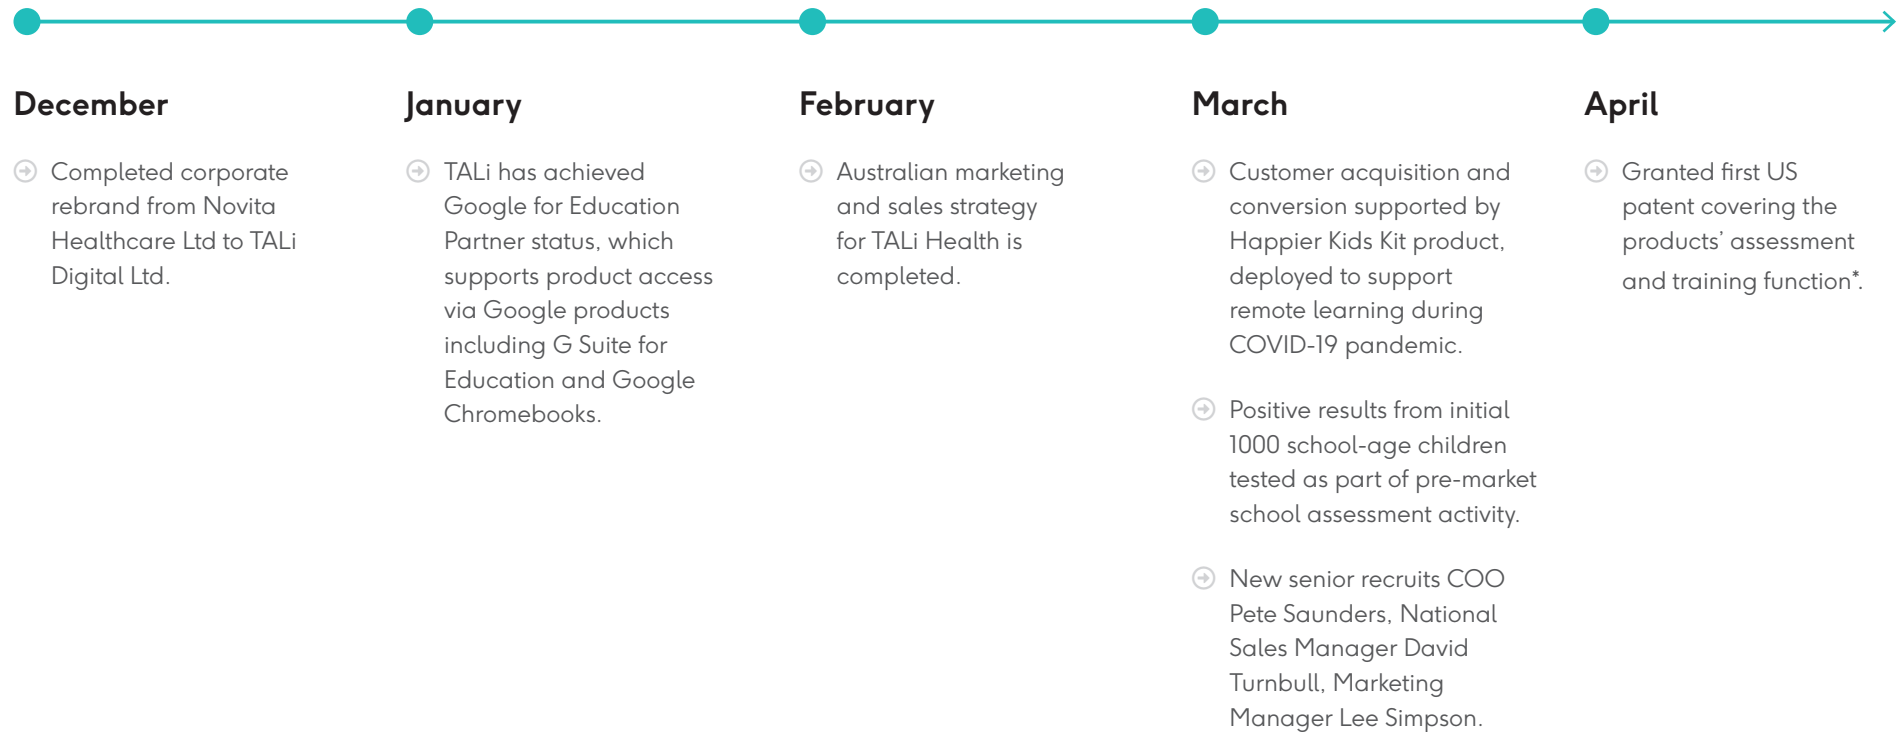 December
Completed corporate
rebrand from Novita
Healthcare Ltd to TALi
Digital Ltd.
January
TALi has achieved
Google for Education
Partner status, which
supports product access
via Google products
including G Suite for
Education and Google
Chromebooks.
February
Australian marketing
and sales strategy
for TALi Health is
completed.
March
Customer acquisition and
conversion supported by
Happier Kids Kit product,
deployed to support
remote learning during
COVID-19 pandemic.
Positive results from initial
1000 school-age children
tested as part of pre-market
school assessment activity.
New senior recruits COO
Pete Saunders, National
Sales Manager David
Turnbull, Marketing
Manager Lee Simpson.
April
Granted first US
patent covering the
products’ assessment
and training function*.